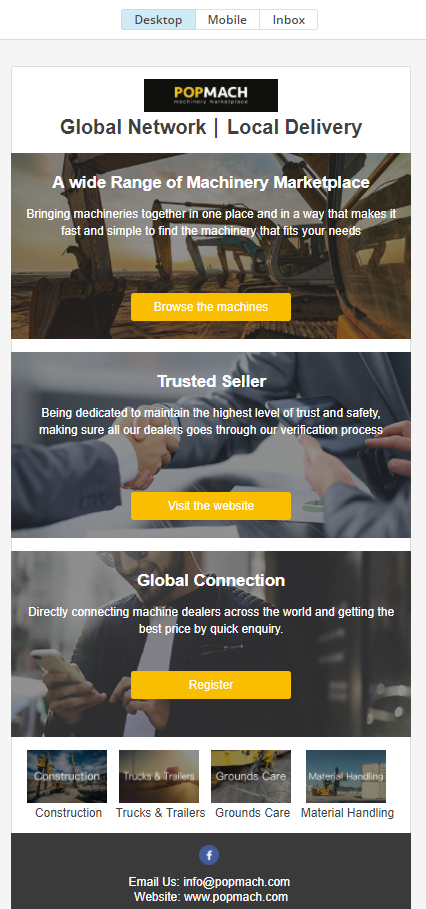 Desktop Mobile Inbox
POPMACH
machinery marketplace
Global Network | Local Delivery
A wide Range of Machinery Marketplace
Bringing machineries together in one place and in a way that makes it
fast and simple to find the machinery that fits your needs
Browse the machines
Trusted Seller
Being dedicated to maintain the highest level of trust and safety,
making sure all our dealers goes through our verification process
Visit the website
Global Connection
Directly connecting machine dealers across the world and getting the
best price by quick enquiry.
Register
Construction Trucks & Trailers Grounds Care Material Handling
Construction Trucks & Trailers Grounds Care Material Handling
f
Email Us: info@popmach.com
Website: www.popmach.com